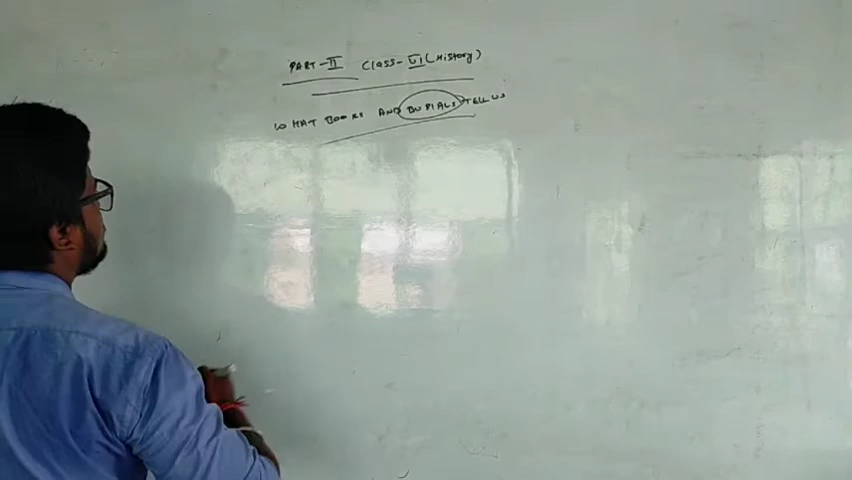 PART-II Class-VI (History)
WHAT BOOKS AND BURIALS TELL US